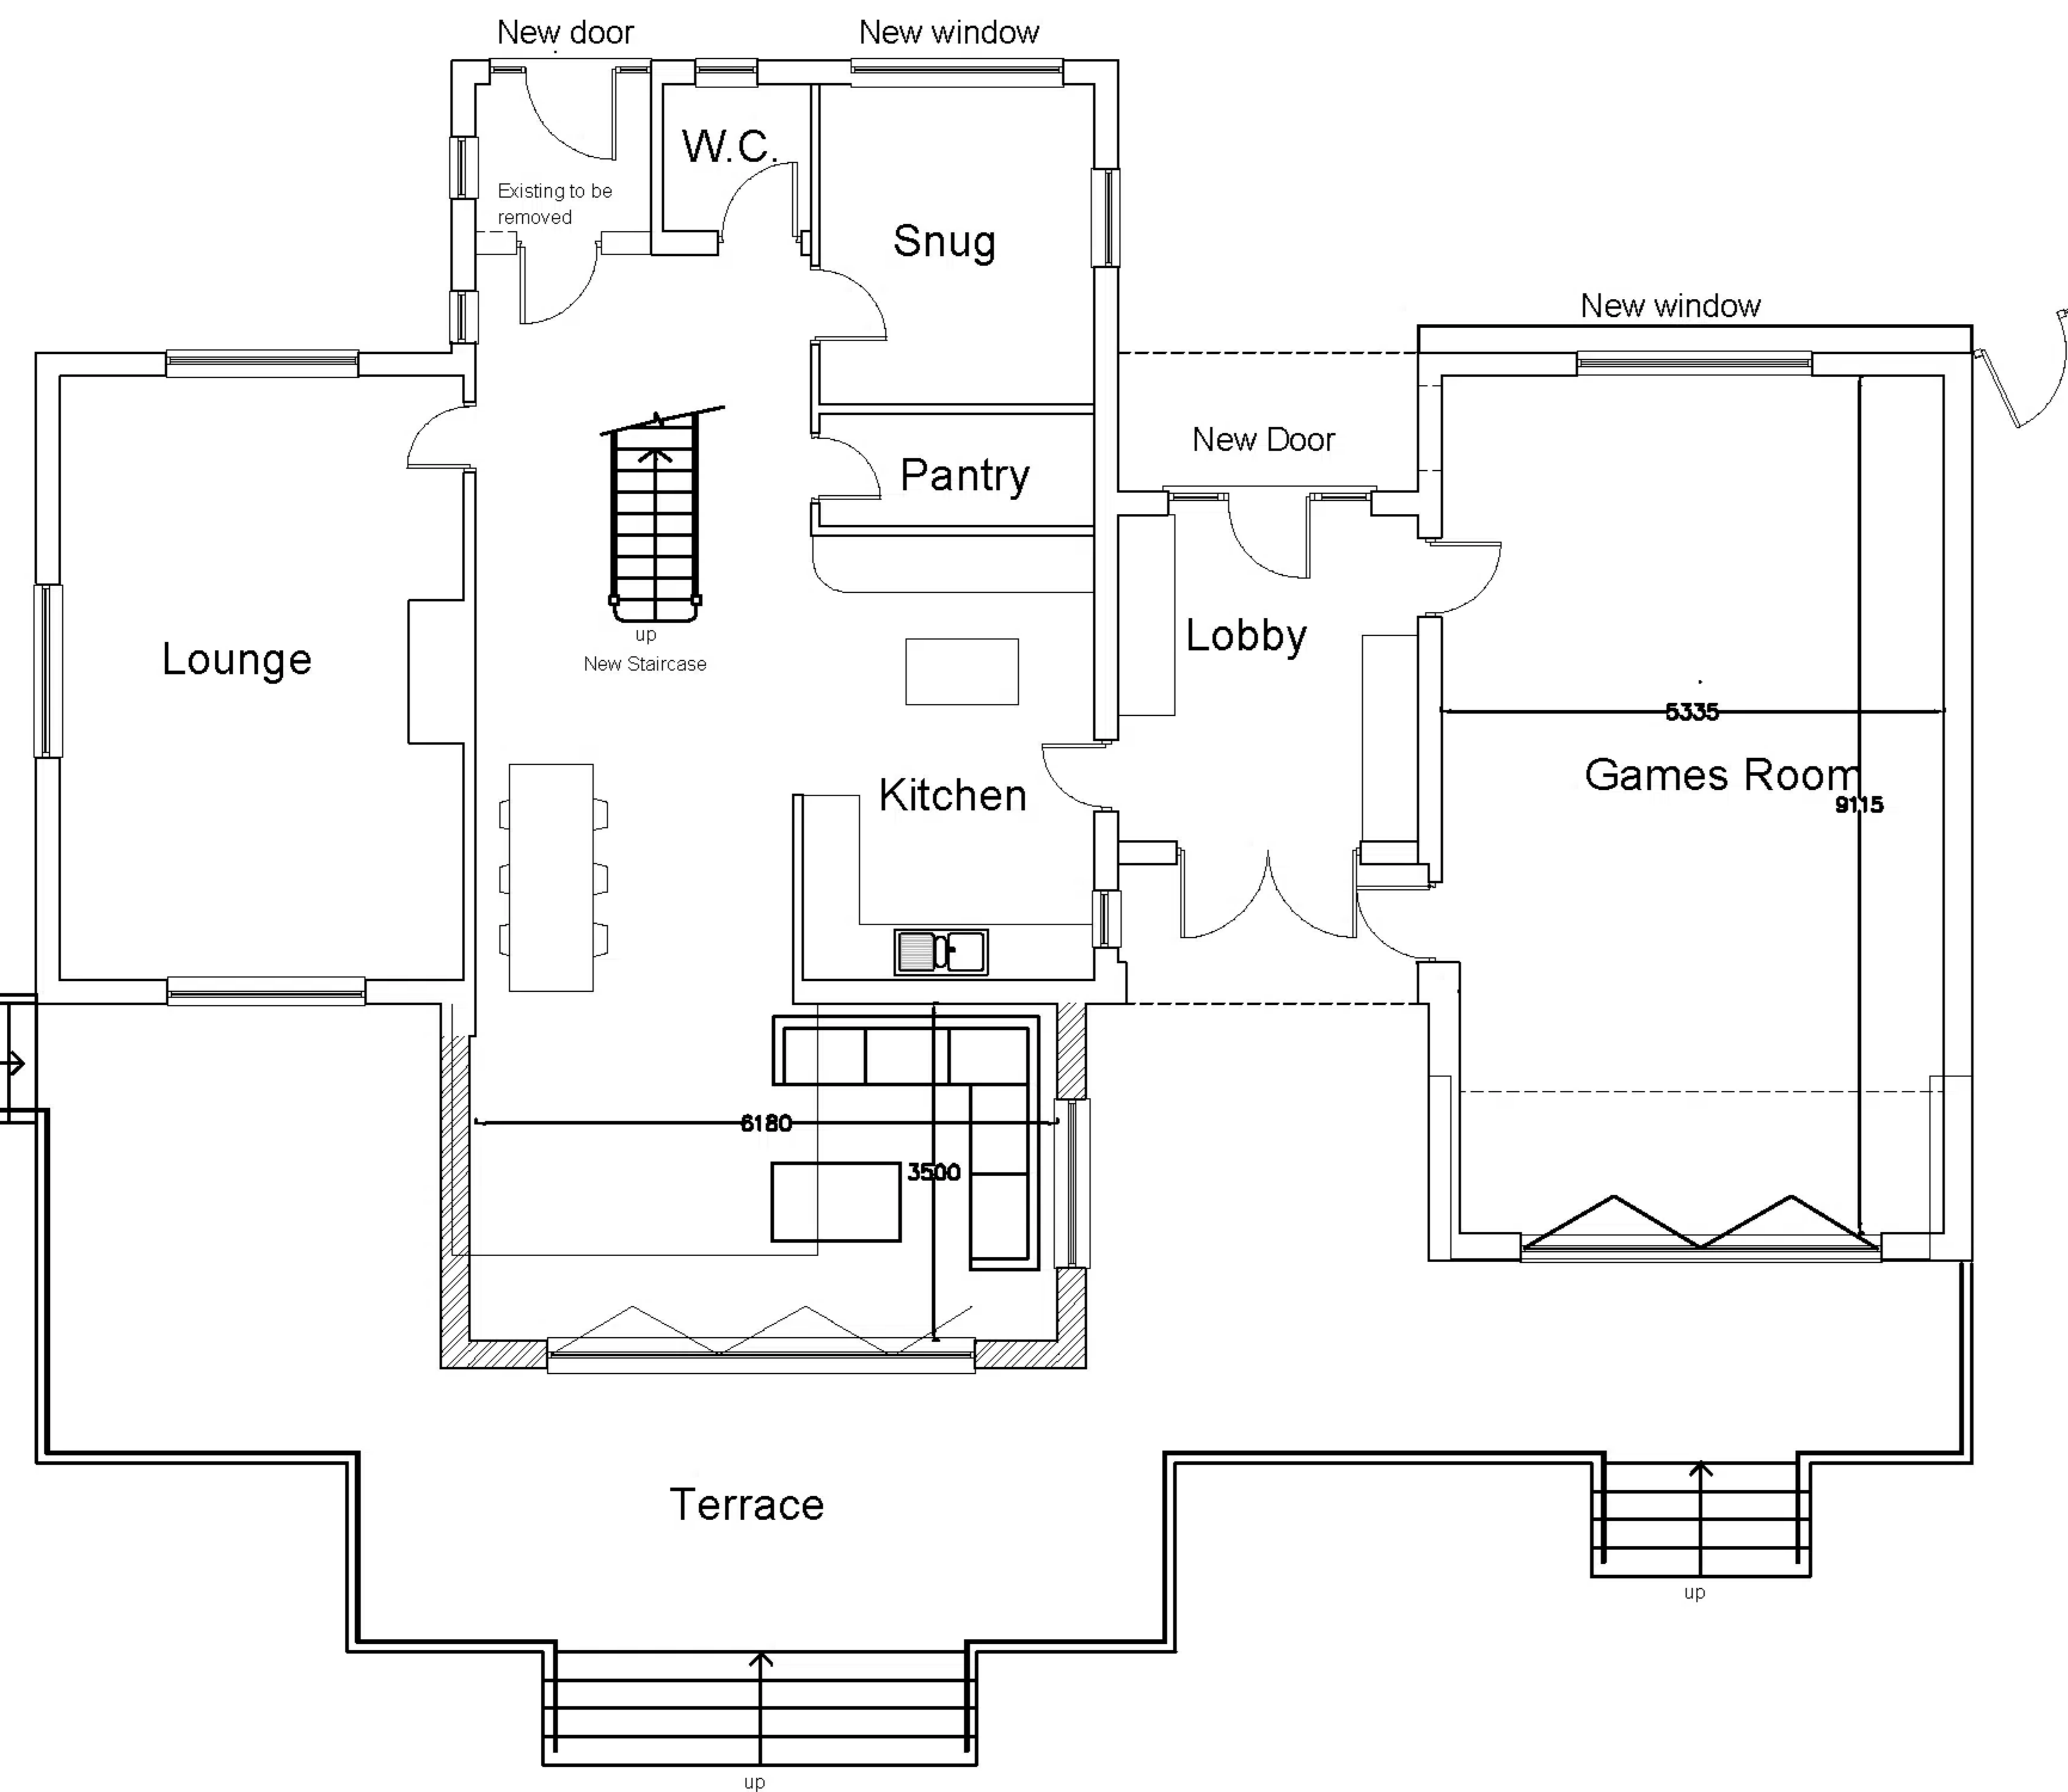 New door
New window
W.C.
Existing to be
removed
Snug
New window
New Door
Pantry
Lobby
up
New Staircase
Lounge
5335
Games Room
9115
Kitchen
6180
3500
Terrace
up
up